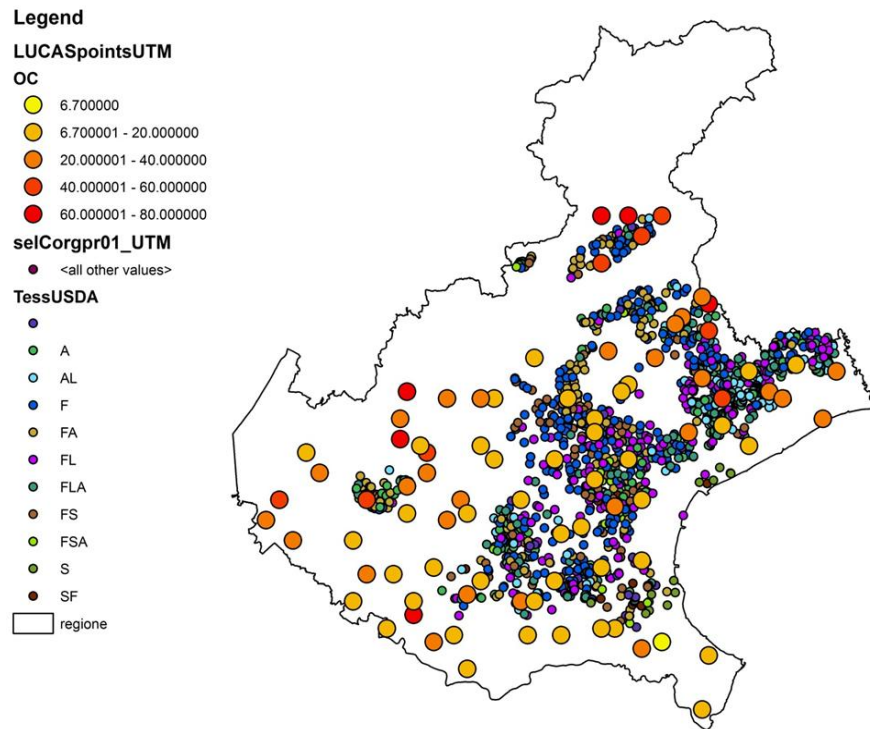 Legend
LUCASpointsUTM
OC
6.700000
6.700001 - 20.000000
20.000001 - 40.000000
40.000001 - 60.000000
60.000001 - 80.000000
selCorgpr01_UTM
<all other values>
TessUSDA
A
AL
F
FA
FL
FLA
FS
FSA
S
SF
regione